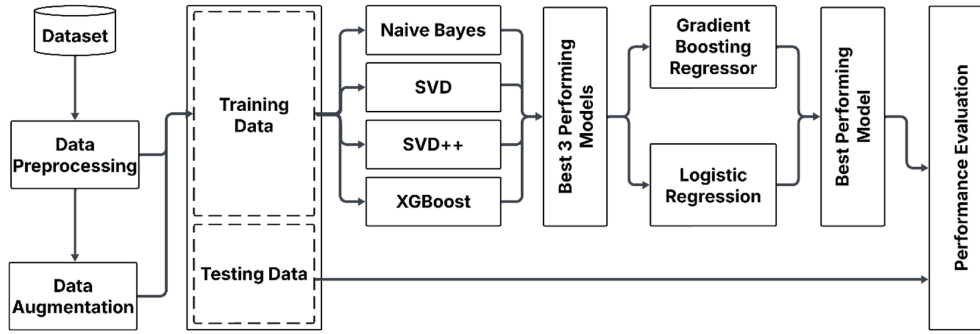 Dataset
Data
Preprocessing
Data
Augmentation
Training
Data
Testing Data
Naive Bayes
SVD
SVD++
XGBoost
Best 3 Performing
Models
Gradient
Boosting
Regressor
Logistic
Regression
Best Performing
Model
Performance Evaluation